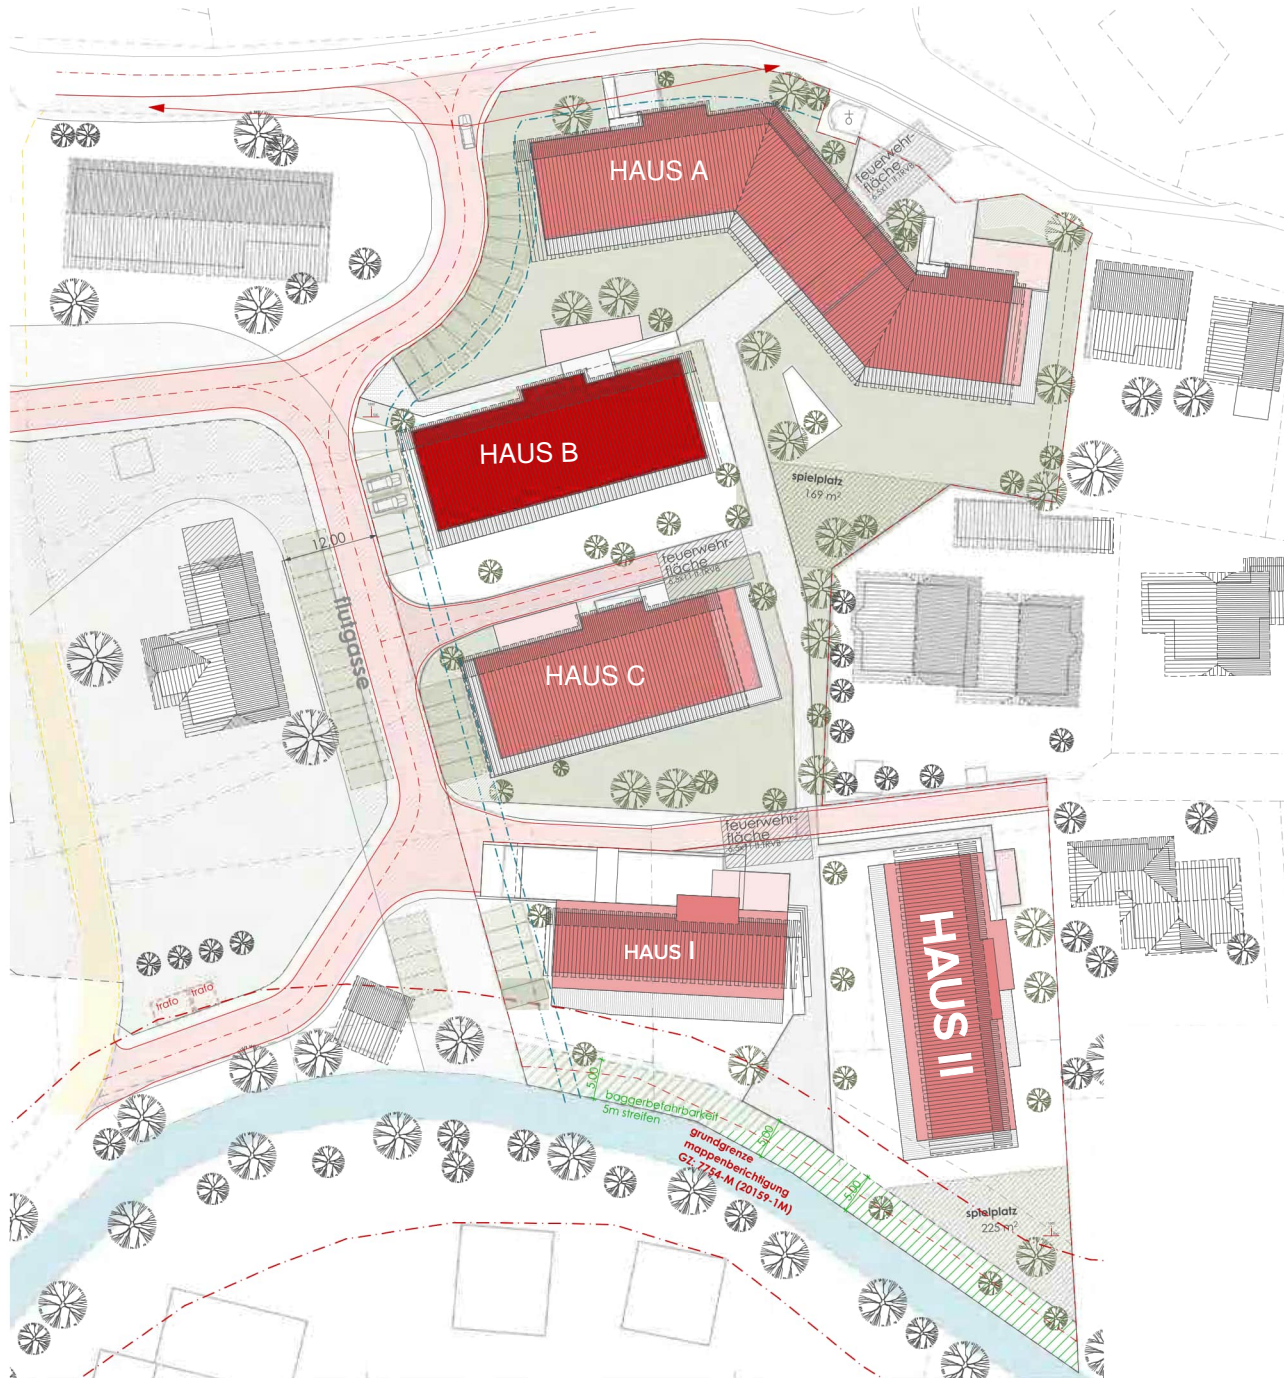 HAUS A
feuerwehr-
fläche
HAUS B
spielplatz
169 m²
12,00
feuerwehr-
fläche
flutgasse
HAUS C
feuerwehr-
fläche
HAUS I
HAUS II
trafo
trafo
5,00
baggerbefahrbarkeit
5m streifen
5,00
grundgrenze
mappenberichtigung
GZ: 7754-M (20159-1M)
5,00
spielplatz
225 m²